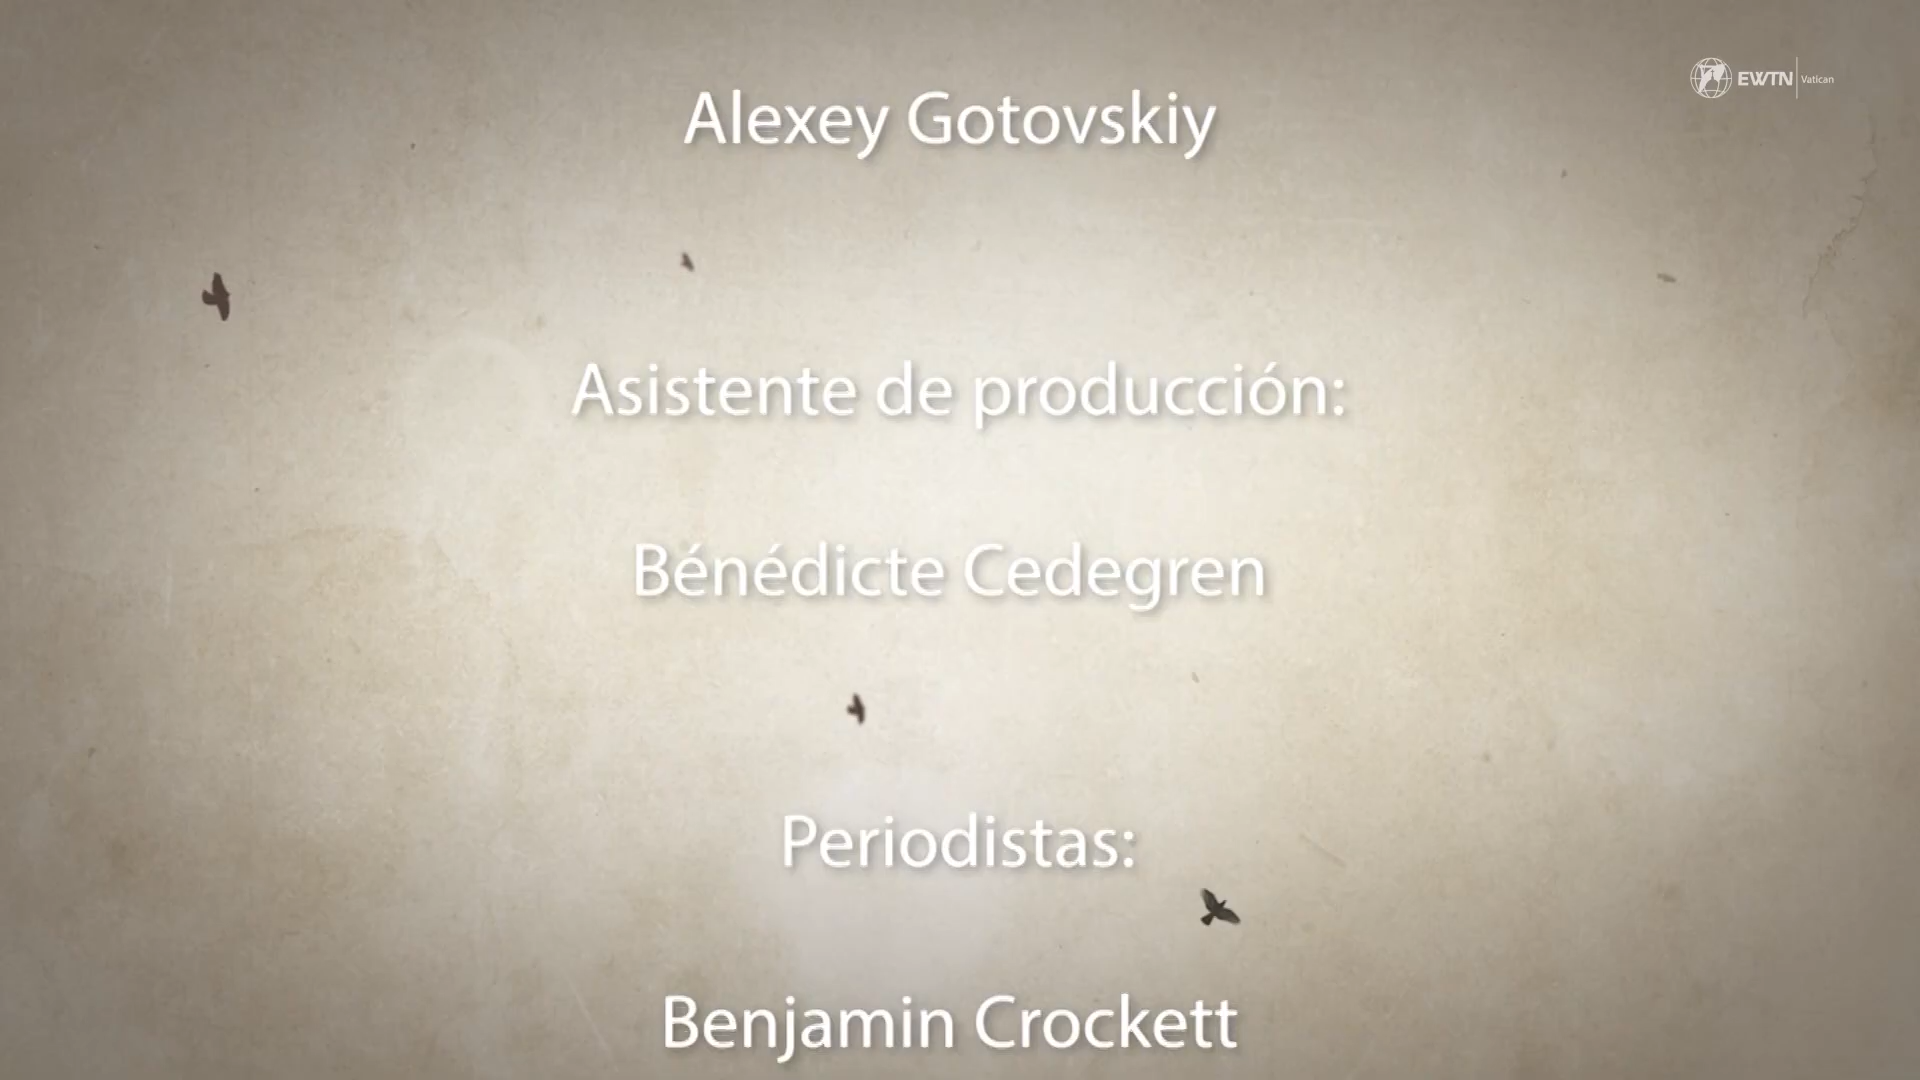 EWTN Vatican
Alexey Gotovskiy
Asistente de producción:
Bénédicte Cedegren
Periodistas:
Benjamin Crockett